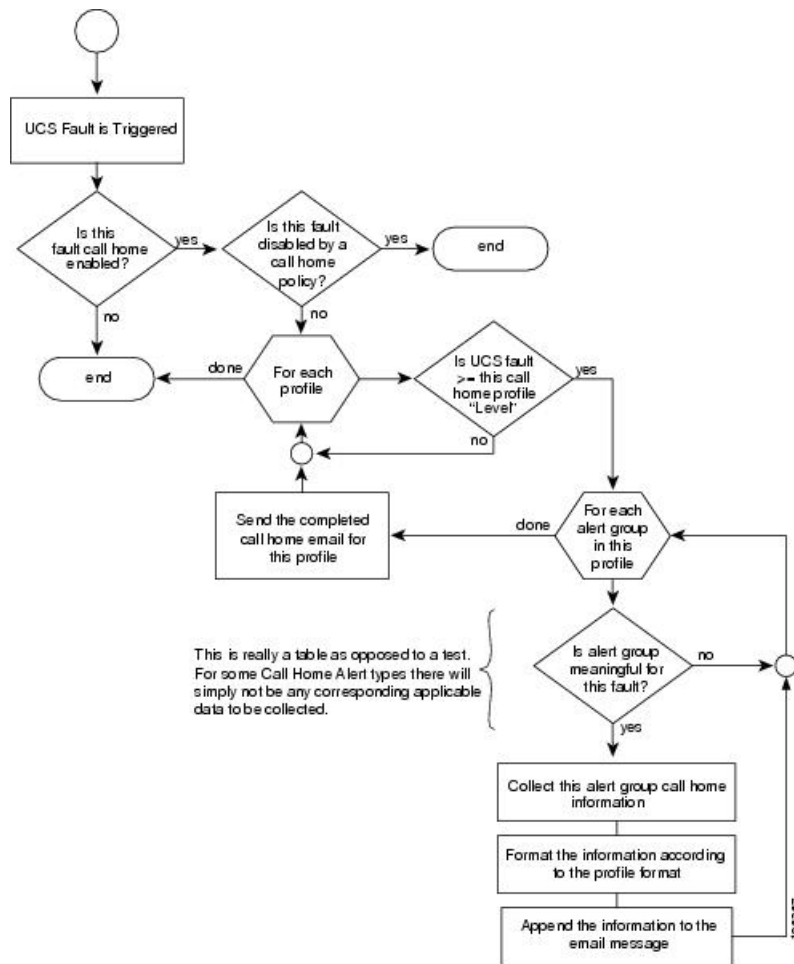 UCS Fault is Triggered
Is this
fault call home
enabled?
yes
Is this fault
disabled by a
call home
policy?
yes
end
no
no
end
done
For each
profile
Is UCS fault
>= this call
home profile
"Level"
yes
no
Send the completed
call home email for
this profile
done
For each
alert group
in this
profile
This is really a table as opposed to a test.
For some Call Home Alert types there will
simply not be any corresponding applicable
data to be collected.
Is alert group
meaningful for
this fault?
no
yes
Collect this alert group call home
information
Format the information according
to the profile format
Append the information to the
email message